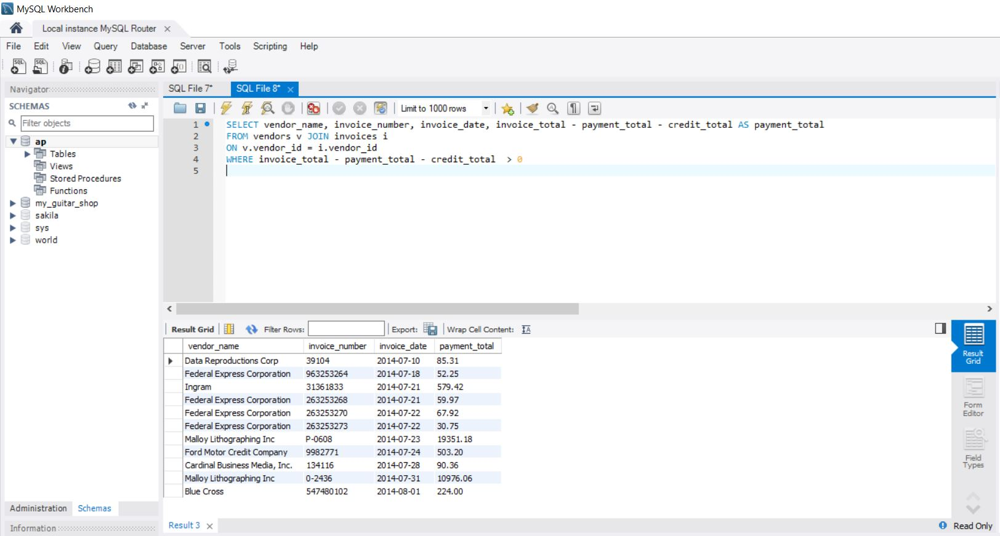 MySQL Workbench
Local instance MySQL Router
File Edit View Query Database Server Tools Scripting Help
Navigator
SCHEMAS
Filter objects
ap
Tables
Views
Stored Procedures
Functions
my_guitar_shop
sakila
sys
world
Administration Schemas
Information
SQL File 7* SQL File 8*
Limit to 1000 rows
1 SELECT vendor_name, invoice_number, invoice_date, invoice_total - payment_total - credit_total AS payment_total
2 FROM vendors v JOIN invoices i
3 ON v.vendor_id = i.vendor_id
4 WHERE invoice_total - payment_total - credit_total  > 0
5
Result Grid Filter Rows: Export: Wrap Cell Content:
vendor_name invoice_number invoice_date payment_total
Data Reproductions Corp 39104 2014-07-10 85.31
Federal Express Corporation 963253264 2014-07-18 52.25
Ingram 31361833 2014-07-21 579.42
Federal Express Corporation 263253268 2014-07-21 59.97
Federal Express Corporation 263253270 2014-07-22 67.92
Federal Express Corporation 263253273 2014-07-22 30.75
Malloy Lithographing Inc P-0608 2014-07-23 19351.18
Ford Motor Credit Company 9982771 2014-07-24 503.20
Cardinal Business Media, Inc. 134116 2014-07-28 90.36
Malloy Lithographing Inc 0-2436 2014-07-31 10976.06
Blue Cross 547480102 2014-08-01 224.00
Result
Grid
Form
Editor
Field
Types
Result 3
Read Only